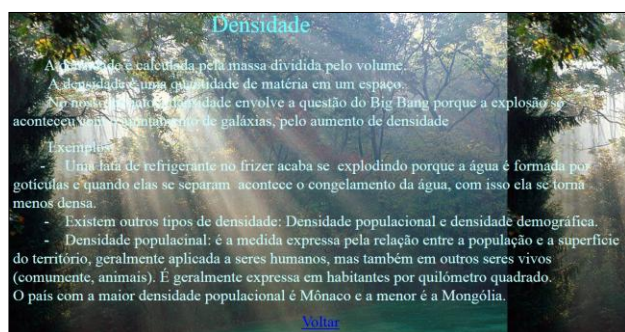 Densidade
A densidade é calculada pela massa dividida pelo volume.
A densidade é uma quantidade de matéria em um espaço.
No nosso densidade envolve a questão do Big Bang porque a explosão só
aconteceu com de galáxias, pelo aumento de densidade
Exemplos:
Uma lata de refrigerante no frizer acaba se explodindo porque a água é formada por
gotículas e quando elas se separam acontece o congelamento da água, com isso ela se torna
menos densa.
- Existem outros tipos de densidade: Densidade populacional e densidade demográfica.
- Densidade populacinal: é a medida expressa pela relação entre a população e a superfície
do território, geralmente aplicada a seres humanos, mas também em outros seres vivos
(comumente, animais). É geralmente expressa em habitantes por quilómetro quadrado.
O país com a maior densidade populacional é Mônaco e a menor é a Mongólia.
Voltar